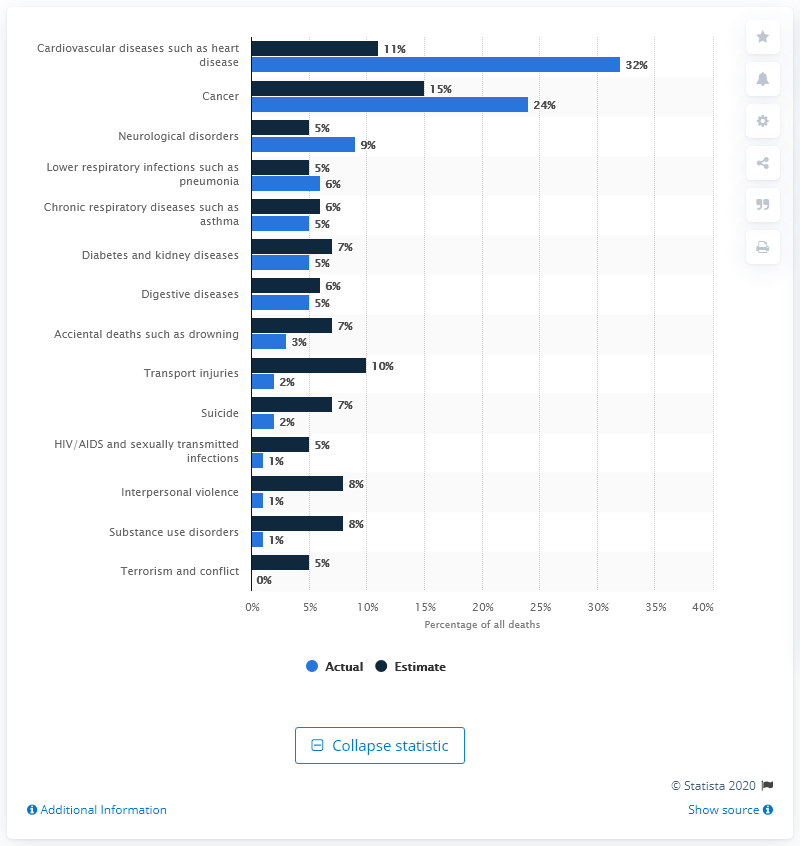 Cardiovascular diseases such as heart
disease
11%
32%
Cancer
15%
24%
Neurological disorders
5%
9%
Lower respiratory infections such as
pneumonia
5%
6%
Chronic respiratory diseases such as
asthma
6%
5%
Diabetes and kidney diseases
7%
5%
Digestive diseases
6%
5%
Acciental deaths such as drowning
7%
3%
Transport injuries
10%
2%
Suicide
7%
2%
HIV/AIDS and sexually transmitted
infections
5%
1%
Interpersonal violence
8%
1%
Substance use disorders
8%
1%
Terrorism and conflict
5%
0%
0% 5% 10% 15% 20% 25% 30% 35% 40%
Percentage of all deaths
Actual Estimate
Collapse statistic
© Statista 2020
Additional Information Show source